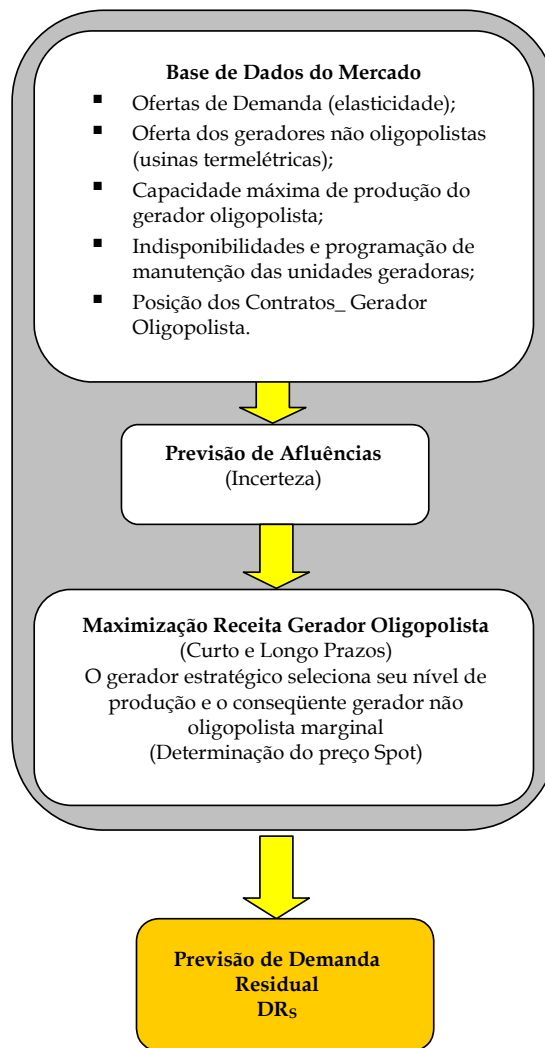 Base de Dados do Mercado
▪ Ofertas de Demanda (elasticidade);
▪ Oferta dos geradores não oligopolistas
(usinas termelétricas);
▪ Capacidade máxima de produção do
gerador oligopolista;
▪ Indisponibilidades e programação de
manutenção das unidades geradoras;
▪ Posição dos Contratos_ Gerador
Oligopolista.
Previsão de Afluências
(Incerteza)
Maximização Receita Gerador Oligopolista
(Curto e Longo Prazos)
O gerador estratégico seleciona seu nível de
produção e o conseqüente gerador não
oligopolista marginal
(Determinação do preço Spot)
Previsão de Demanda
Residual
DRs